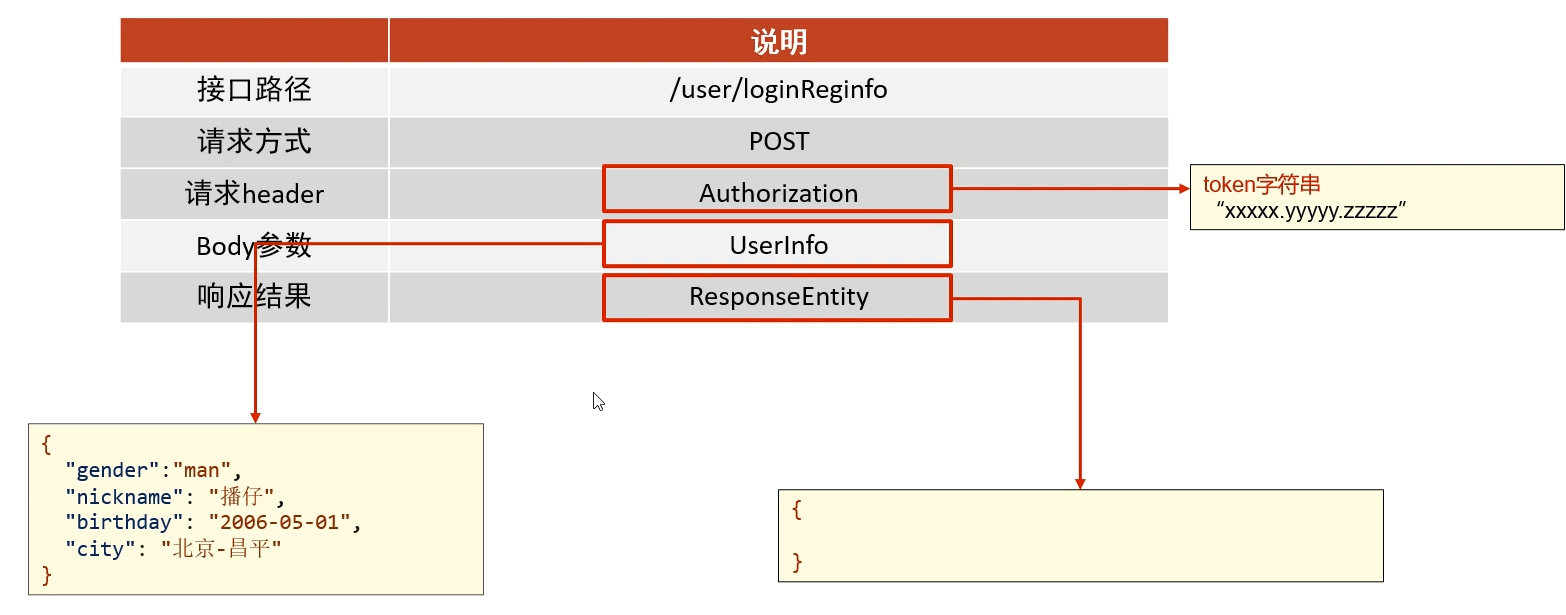 说明
接口路径 /user/loginReginfo
请求方式 POST
请求header Authorization
Body参数 UserInfo
响应结果 ResponseEntity
token字符串
“xxxxx.yyyyy.zzzzz”
{
"gender":"man",
"nickname": "播仔",
"birthday": "2006-05-01",
"city": "北京-昌平"
}
{
}